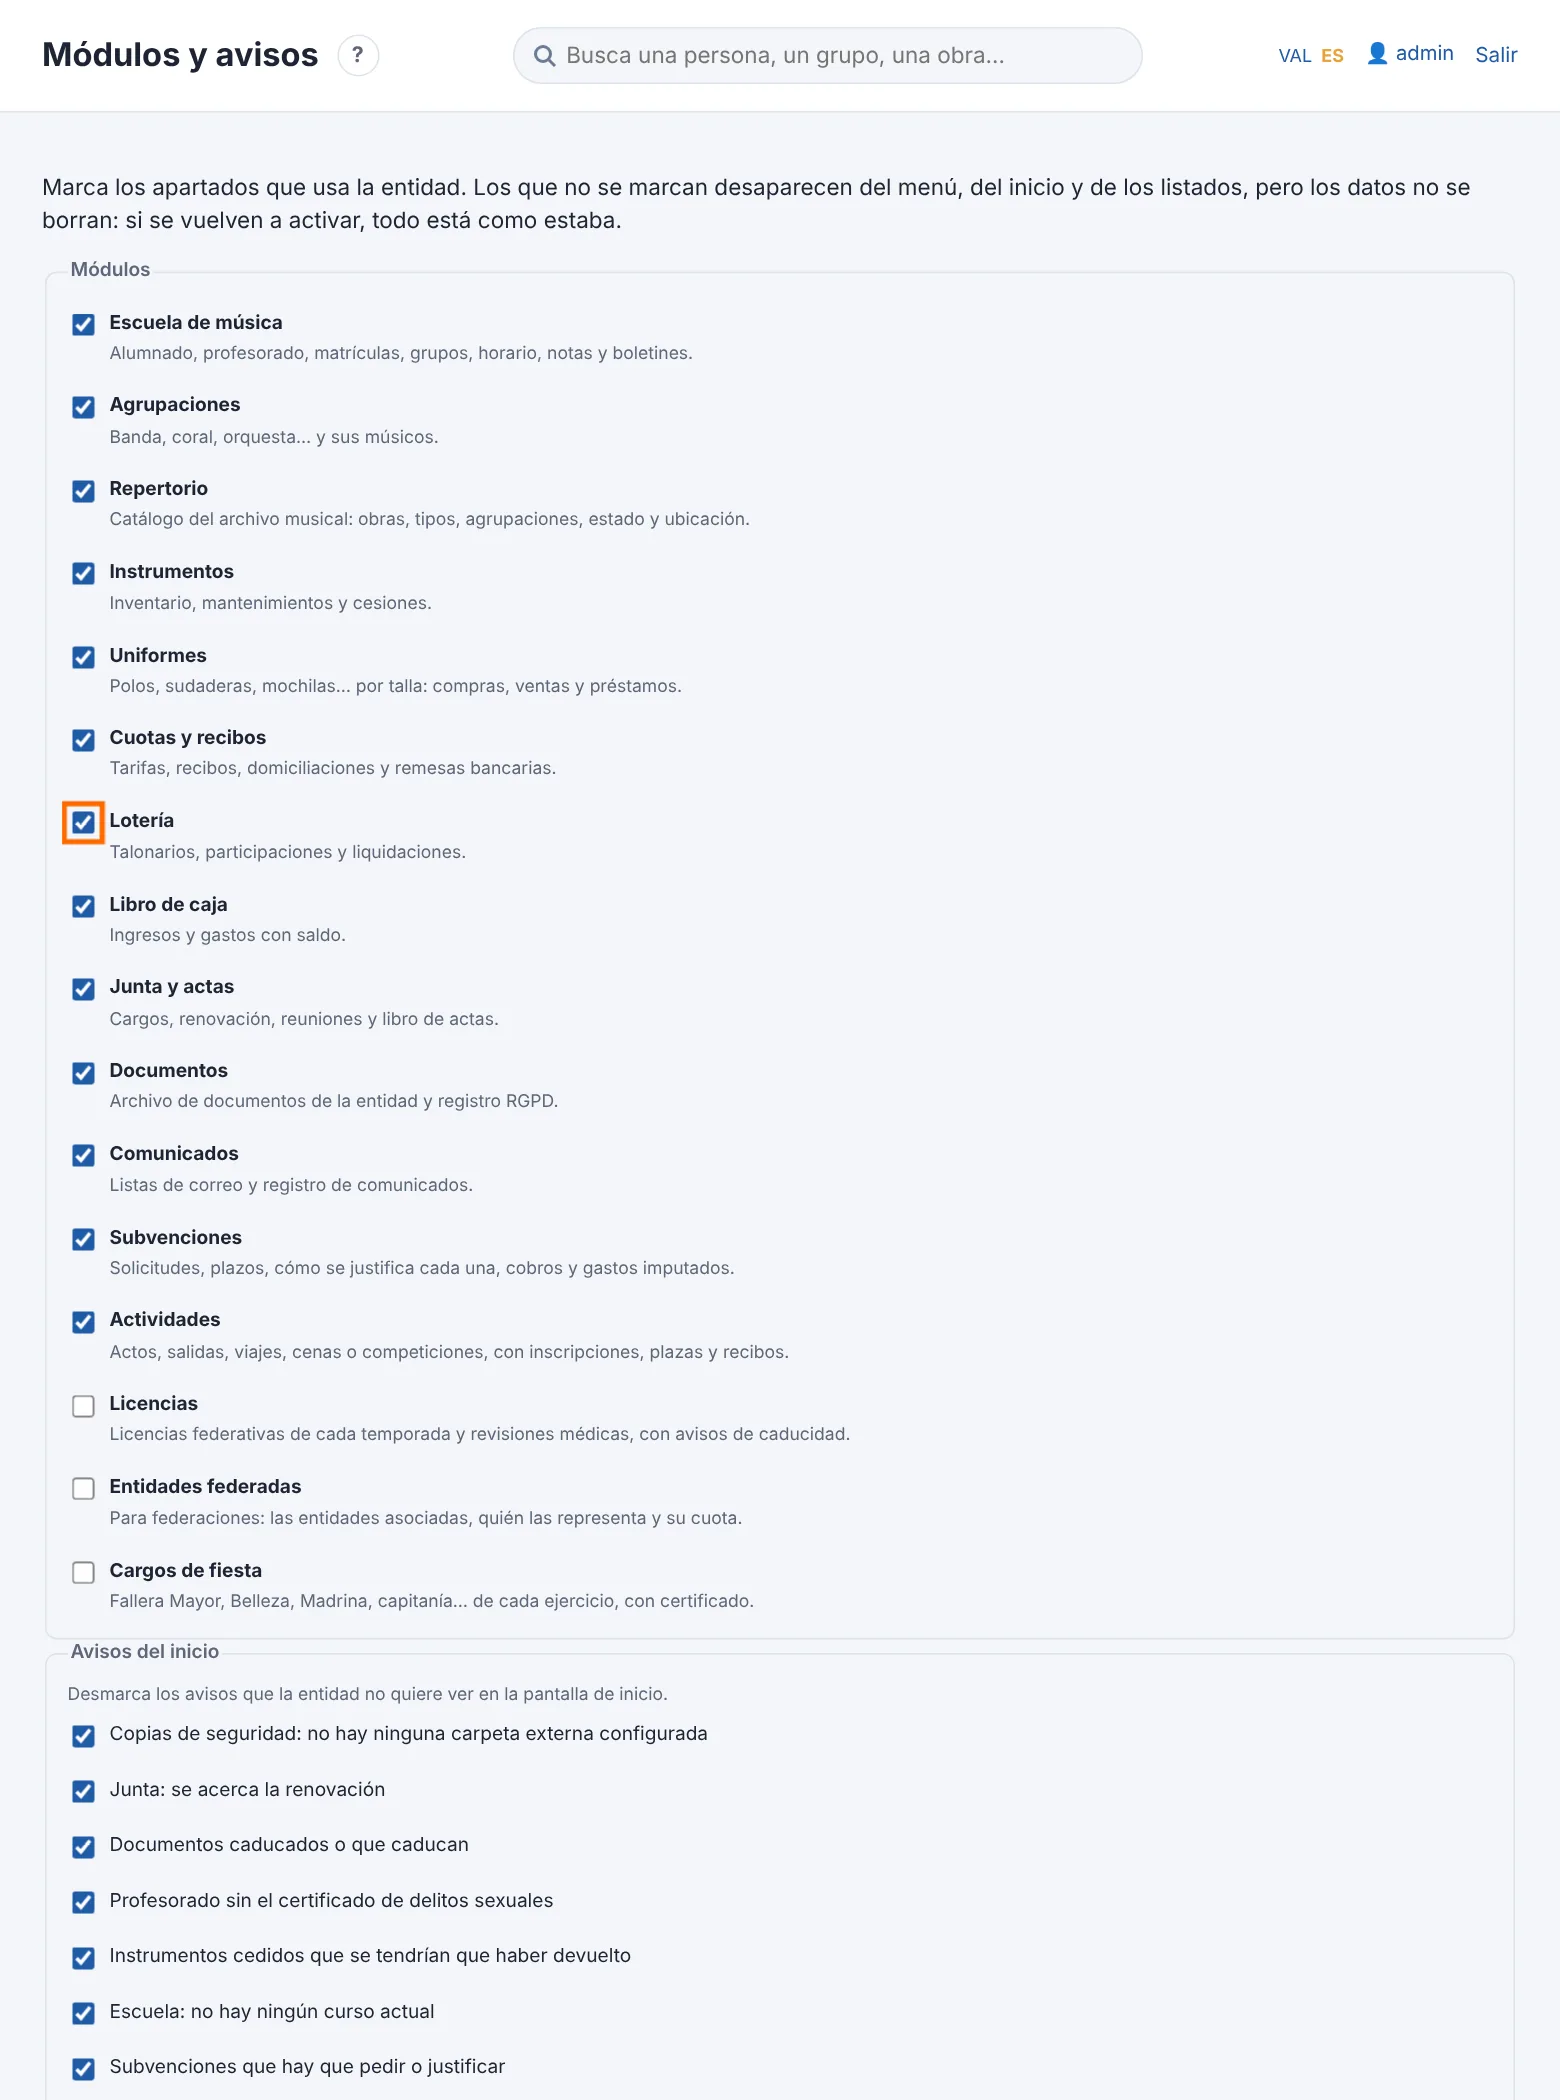 Módulos y avisos
?
Busca una persona, un grupo, una obra...
VAL ES
admin
Salir
Marca los apartados que usa la entidad. Los que no se marcan desaparecen del menú, del inicio y de los listados, pero los datos no se
borran: si se vuelven a activar, todo está como estaba.
Módulos
Escuela de música
Alumnado, profesorado, matrículas, grupos, horario, notas y boletines.
Agrupaciones
Banda, coral, orquesta... y sus músicos.
Repertorio
Catálogo del archivo musical: obras, tipos, agrupaciones, estado y ubicación.
Instrumentos
Inventario, mantenimientos y cesiones.
Uniformes
Polos, sudaderas, mochilas... por talla: compras, ventas y préstamos.
Cuotas y recibos
Tarifas, recibos, domiciliaciones y remesas bancarias.
Lotería
Talonarios, participaciones y liquidaciones.
Libro de caja
Ingresos y gastos con saldo.
Junta y actas
Cargos, renovación, reuniones y libro de actas.
Documentos
Archivo de documentos de la entidad y registro RGPD.
Comunicados
Listas de correo y registro de comunicados.
Subvenciones
Solicitudes, plazos, cómo se justifica cada una, cobros y gastos imputados.
Actividades
Actos, salidas, viajes, cenas o competiciones, con inscripciones, plazas y recibos.
Licencias
Licencias federativas de cada temporada y revisiones médicas, con avisos de caducidad.
Entidades federadas
Para federaciones: las entidades asociadas, quién las representa y su cuota.
Cargos de fiesta
Fallera Mayor, Belleza, Madrina, capitanía... de cada ejercicio, con certificado.
Avisos del inicio
Desmarca los avisos que la entidad no quiere ver en la pantalla de inicio.
Copias de seguridad: no hay ninguna carpeta externa configurada
Junta: se acerca la renovación
Documentos caducados o que caducan
Profesorado sin el certificado de delitos sexuales
Instrumentos cedidos que se tendrían que haber devuelto
Escuela: no hay ningún curso actual
Subvenciones que hay que pedir o justificar